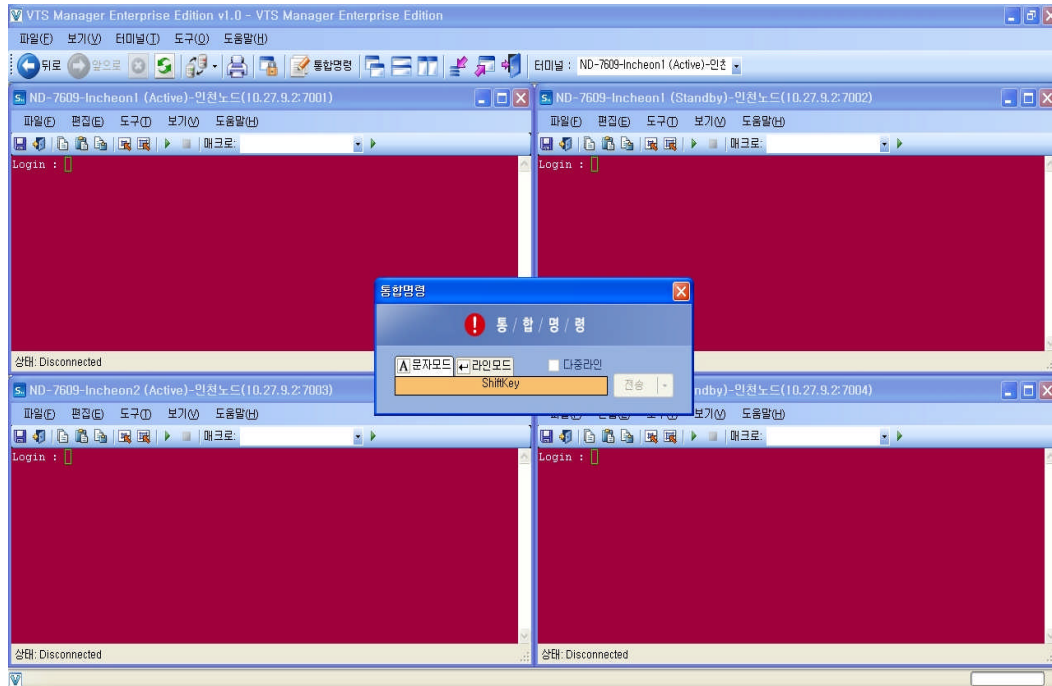 VTS Manager Enterprise Edition v1.0 - VTS Manager Enterprise Edition
파일(F) 보기(V) 터미널(T) 도구(O) 도움말(H)
뒤로 앞으로 통합명령 터미널 : ND-7609-Incheon1 (Active)-인천
ND-7609-Incheon1 (Active)-인천노드(10.27.9.2:7001)
파일(F) 편집(E) 도구(T) 보기(V) 도움말(H)
매크로:
Login :
상태: Disconnected
ND-7609-Incheon1 (Standby)-인천노드(10.27.9.2:7002)
파일(F) 편집(E) 도구(T) 보기(V) 도움말(H)
매크로:
Login :
통합명령
통/합/명/령
A 문자모드 라인모드 다중라인
ShiftKey 전송
ND-7609-Incheon2 (Active)-인천노드(10.27.9.2:7003)
파일(F) 편집(E) 도구(T) 보기(V) 도움말(H)
매크로:
Login :
상태: Disconnected
ndby)-인천노드(10.27.9.2:7004)
보기(V) 도움말(H)
매크로:
Login :
상태: Disconnected